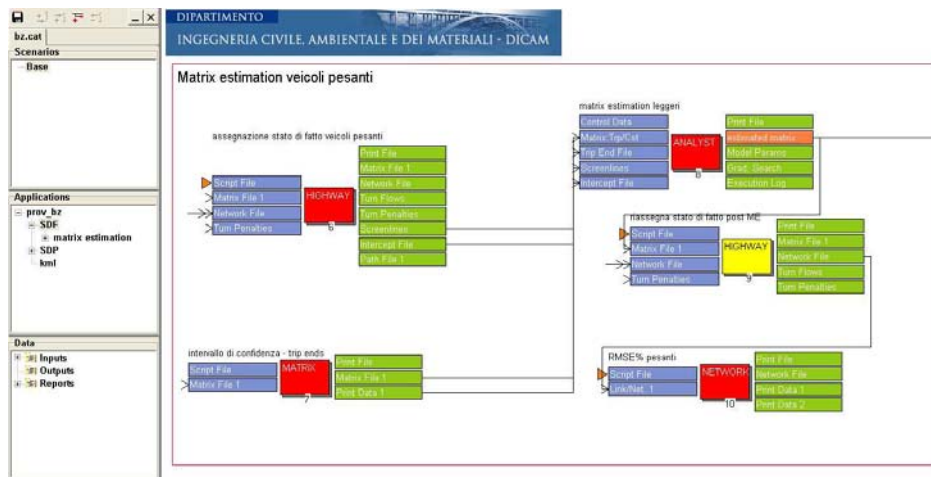 bz.cat
Scenarios
Base
Applications
prov_bz
SDF
matrix estimation
SDP
kmf
Data
Inputs
Outputs
Reports
DIPARTIMENTO
INGEGNERIA CIVILE, AMBIENTALE E DEI MATERIALI - DICAM
Matrix estimation veicoli pesanti
assegnazione stato di fatto veicoli pesanti
Script File
Matrix File 1
Network File
Turn Penalties
HIGHWAY
6
Print File
Matrix File 1
Network File
Turn Flows
Turn Penalties
Screenlines
Intercept File
Path File 1
matrix estimation leggeri
Control Data
Matrix:Trp/Cst
Trip End File
Screenlines
Intercept File
ANALYST
8
Print File
estimated matrix
Model Params
Grad. Search
Execution Log
riassegna stato di fatto post ME
Script File
Matrix File 1
Network File
Turn Penalties
HIGHWAY
9
Print File
Matrix File 1
Network File
Turn Flows
Turn Penalties
intervallo di confidenza - trip ends
Script File
Matrix File 1
MATRIX
7
Print File
Matrix File 1
Print Data 1
RMSE% pesanti
Script File
Link/Net. 1
NETWORK
10
Print File
Network File
Print Data 1
Print Data 2